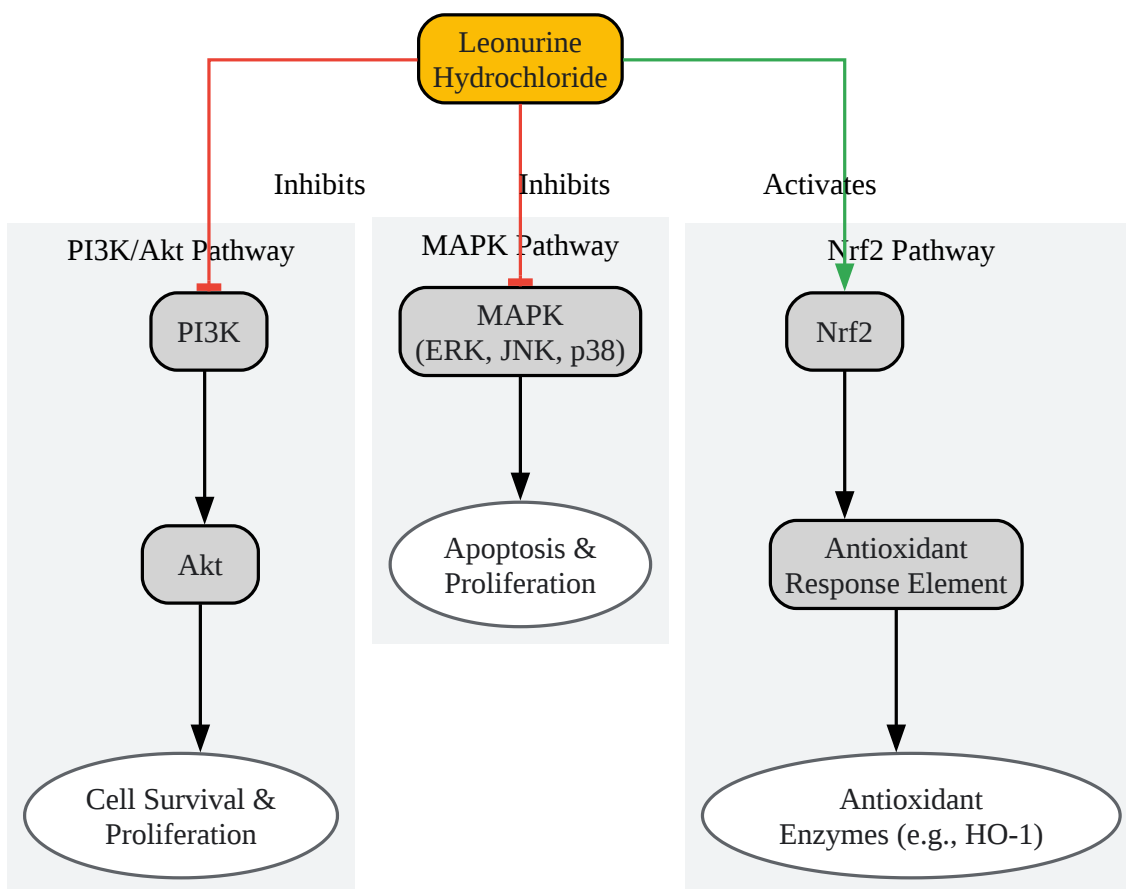 Leonurine
Hydrochloride
Inhibits
Inhibits
Activates
PI3K/Akt Pathway
MAPK Pathway
Nrf2 Pathway
PI3K
MAPK
(ERK, JNK, p38)
Nrf2
Akt
Apoptosis &
Proliferation
Antioxidant
Response Element
Cell Survival &
Proliferation
Antioxidant
Enzymes (e.g., HO-1)